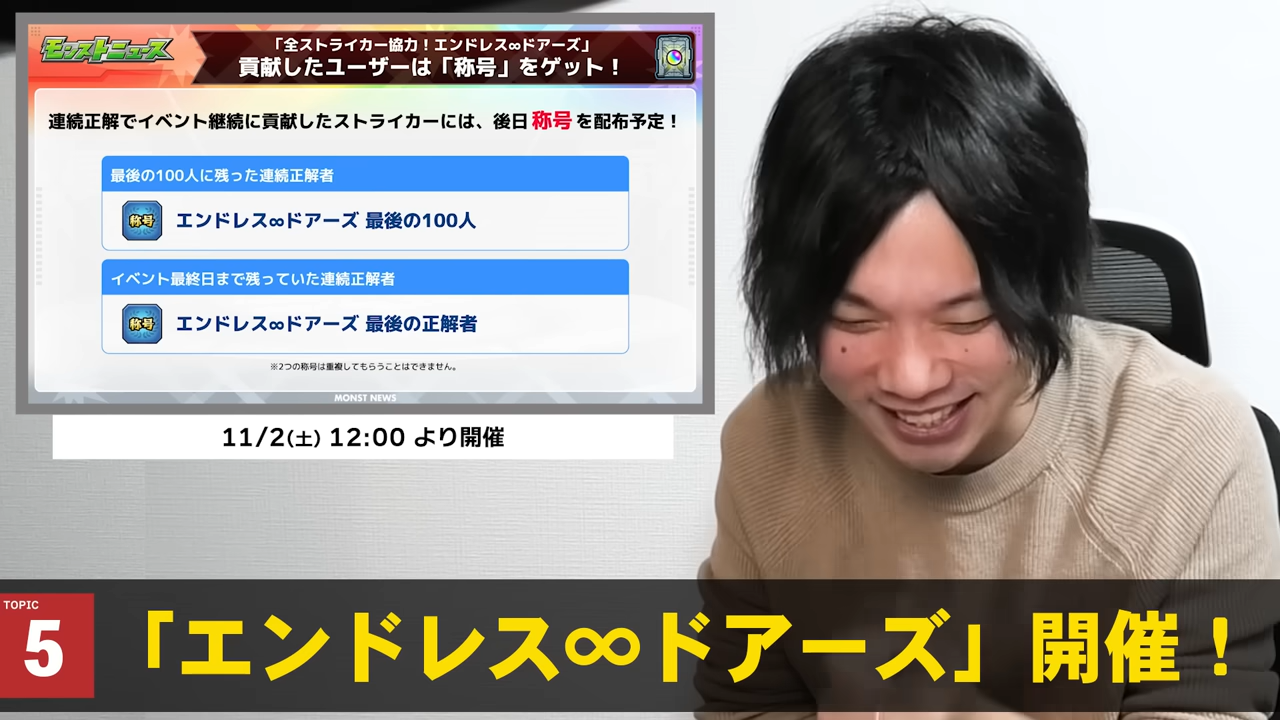 モンストニュース
「全ストライカー協力！エンドレス∞ドアーズ」
貢献したユーザーは「称号」をゲット！
連続正解でイベント継続に貢献したストライカーには、後日 称号 を配布予定！
最後の100人に残った連続正解者
称号 エンドレス∞ドアーズ 最後の100人
イベント最終日まで残っていた連続正解者
称号 エンドレス∞ドアーズ 最後の正解者
※2つの称号は重複してもらうことはできません。
MONST NEWS
11/2(土) 12:00 より開催
TOPIC
5
「エンドレス∞ドアーズ」開催！